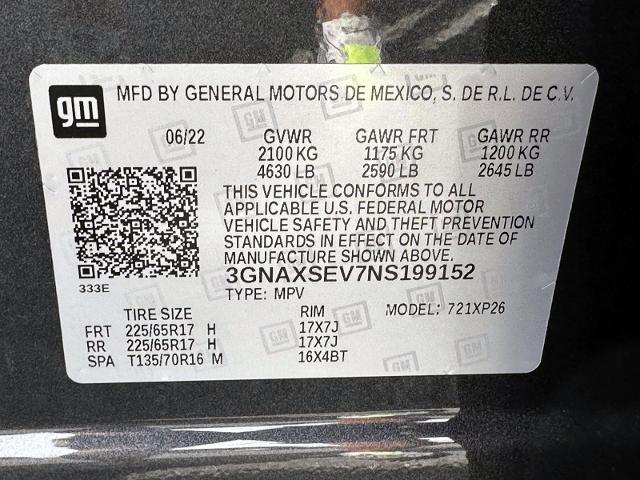 gm MFD BY GENERAL MOTORS DE MEXICO, S. DE R.L. DE C.V.
06/22 GVWR GAWR FRT GAWR RR
2100 KG 1175 KG 1200 KG
4630 LB 2590 LB 2645 LB
THIS VEHICLE CONFORMS TO ALL
APPLICABLE U.S. FEDERAL MOTOR
VEHICLE SAFETY AND THEFT PREVENTION
STANDARDS IN EFFECT ON THE DATE OF
MANUFACTURE SHOWN ABOVE.
333E 3GNAXSEV7NS199152
TYPE: MPV MODEL: 721XP26
TIRE SIZE RIM
FRT 225/65R17 H 17X7J
RR 225/65R17 H 17X7J
SPA T135/70R16 M 16X4BT